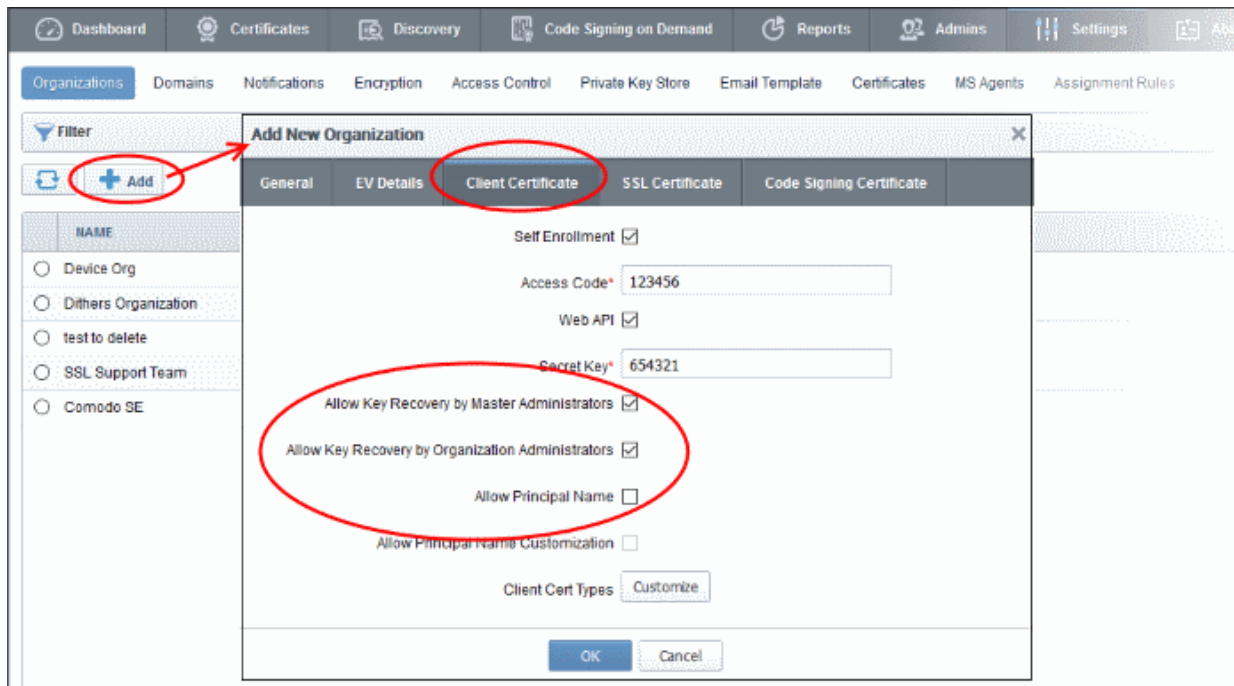 Dashboard Certificates Discovery Code Signing on Demand Reports Admins Settings
Organizations Domains Notifications Encryption Access Control Private Key Store Email Template Certificates MS Agents Assignment Rules
Filter
Add New Organization
Add
General EV Details Client Certificate SSL Certificate Code Signing Certificate
NAME
Self Enrollment
Device Org
Access Code* 123456
Dithers Organization
Web API
test to delete
Secret Key* 654321
SSL Support Team
Allow Key Recovery by Master Administrators
Comodo SE
Allow Key Recovery by Organization Administrators
Allow Principal Name
Allow Principal Name Customization
Client Cert Types Customize
OK Cancel